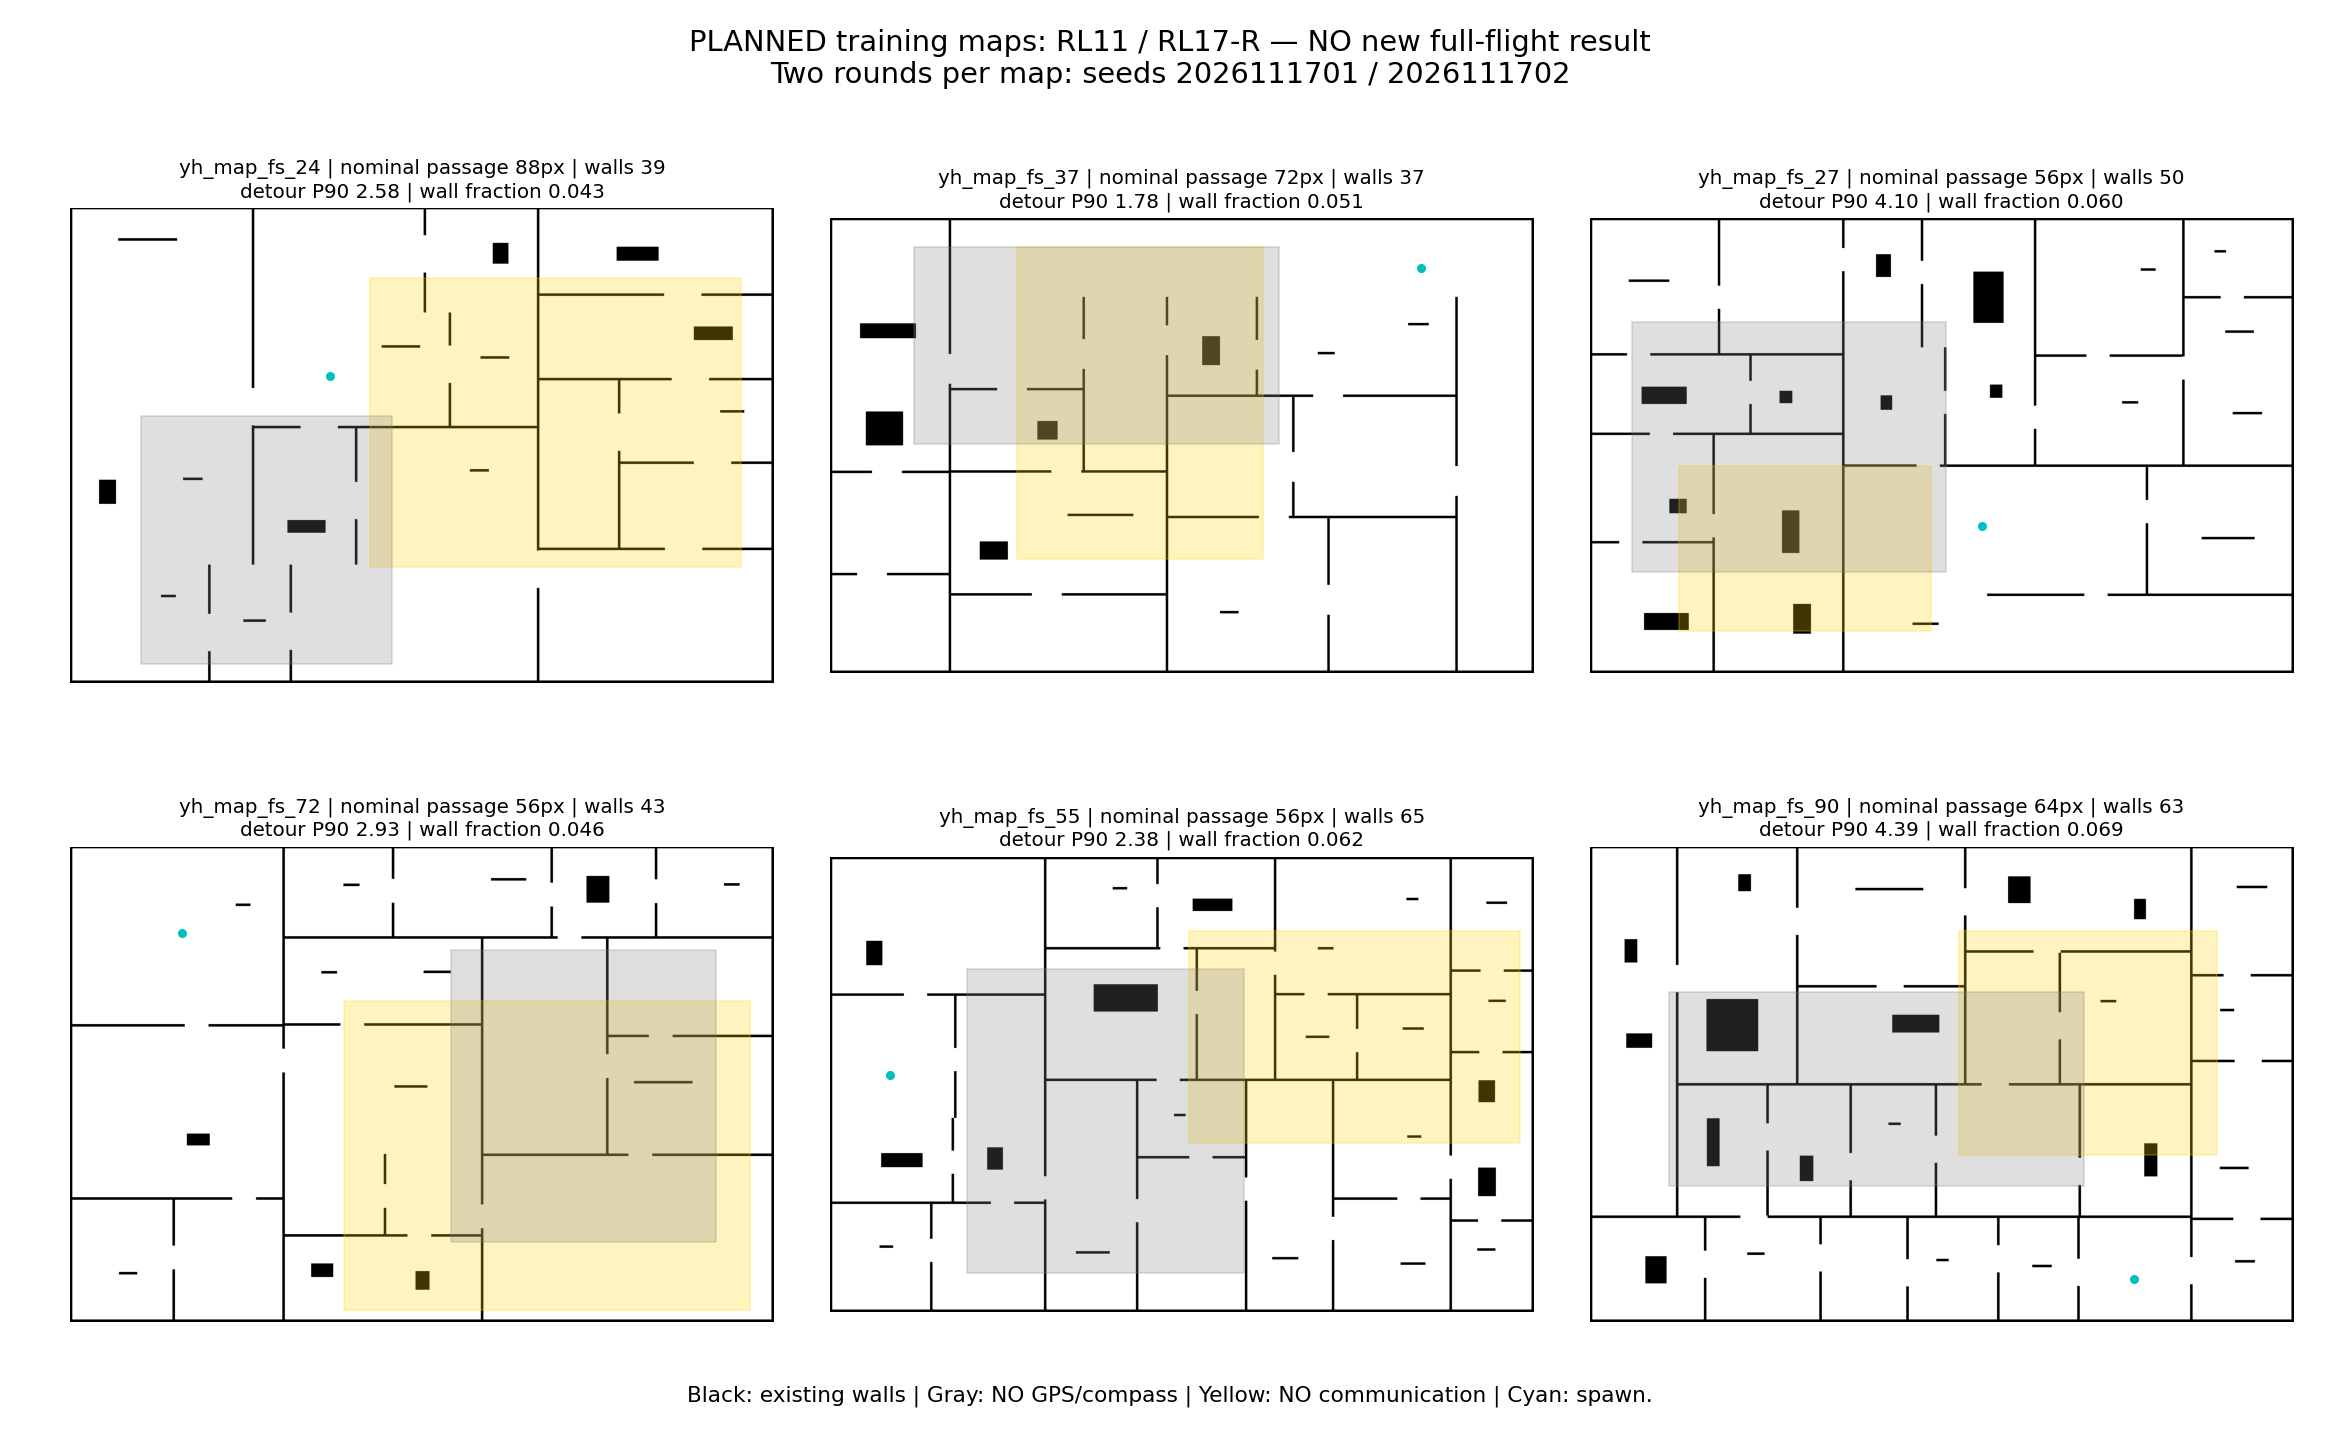 PLANNED training maps: RL11 / RL17-R — NO new full-flight result
Two rounds per map: seeds 2026111701 / 2026111702
yh_map_fs_24 | nominal passage 88px | walls 39
detour P90 2.58 | wall fraction 0.043
yh_map_fs_37 | nominal passage 72px | walls 37
detour P90 1.78 | wall fraction 0.051
yh_map_fs_27 | nominal passage 56px | walls 50
detour P90 4.10 | wall fraction 0.060
yh_map_fs_72 | nominal passage 56px | walls 43
detour P90 2.93 | wall fraction 0.046
yh_map_fs_55 | nominal passage 56px | walls 65
detour P90 2.38 | wall fraction 0.062
yh_map_fs_90 | nominal passage 64px | walls 63
detour P90 4.39 | wall fraction 0.069
Black: existing walls | Gray: NO GPS/compass | Yellow: NO communication | Cyan: spawn.